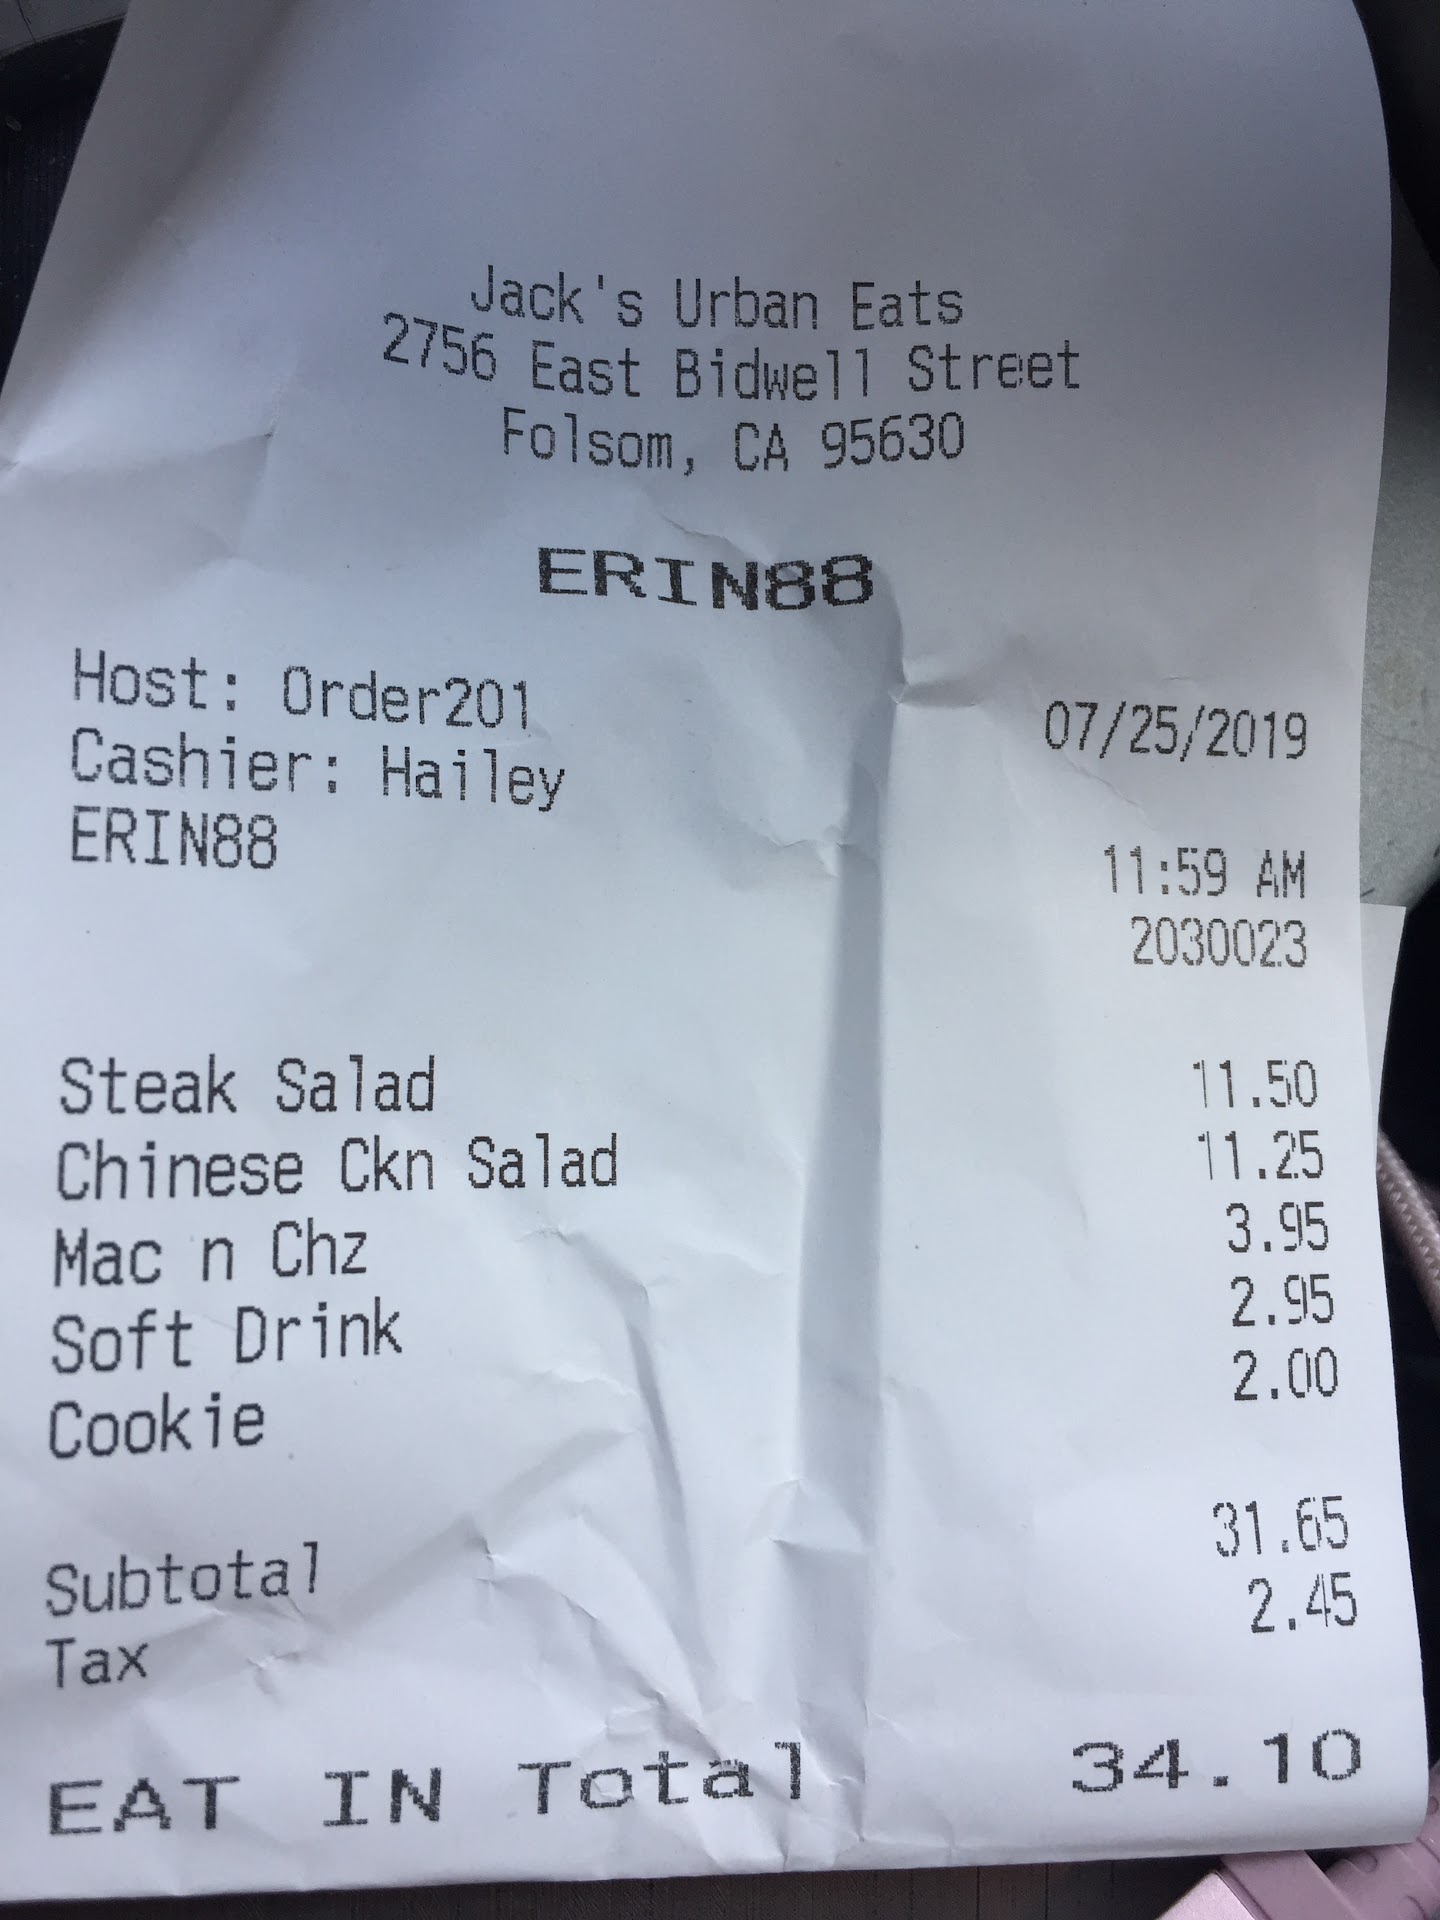 Jack's Urban Eats
2756 East Bidwell Street
Folsom, CA 95630
ERIN88
Host: Order201 07/25/2019
Cashier: Hailey
ERIN88 11:59 AM
2030023
Steak Salad 11.50
Chinese Ckn Salad 11.25
Mac n Chz 3.95
Soft Drink 2.95
Cookie 2.00
Subtotal 31.65
Tax 2.45
EAT IN Total 34.10